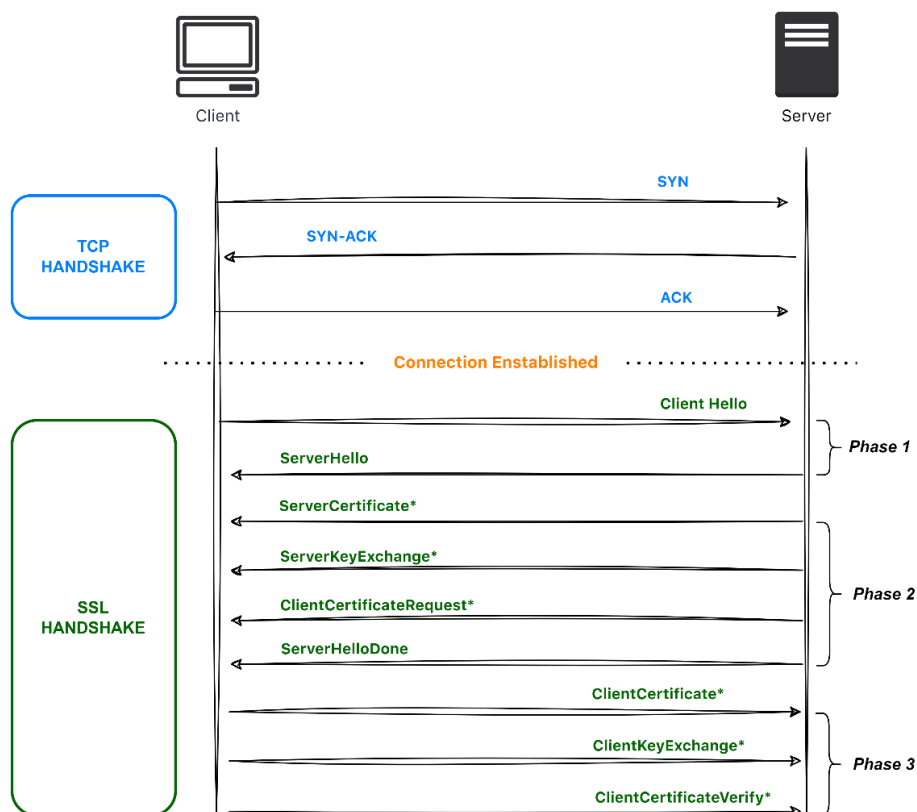 Client
Server
SYN
SYN-ACK
TCP
HANDSHAKE
ACK
Connection Enstablished
Client Hello
Phase 1
ServerHello
ServerCertificate*
ServerKeyExchange*
Phase 2
ClientCertificateRequest*
SSL
HANDSHAKE
ServerHelloDone
ClientCertificate*
ClientKeyExchange*
Phase 3
ClientCertificateVerify*